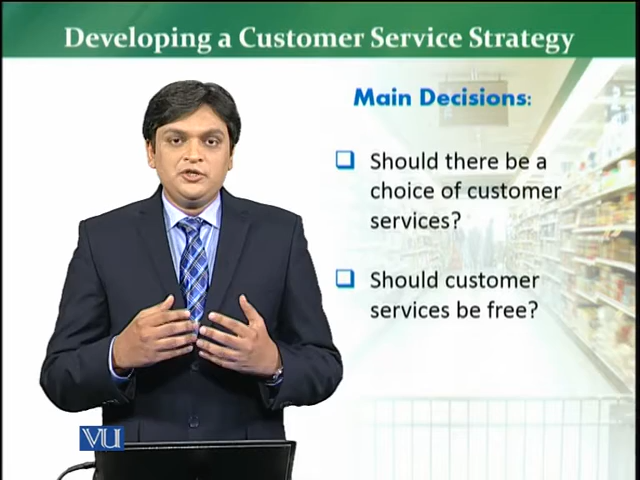 Developing a Customer Service Strategy
Main Decisions:
Should there be a
choice of customer
services?
Should customer
services be free?
VU